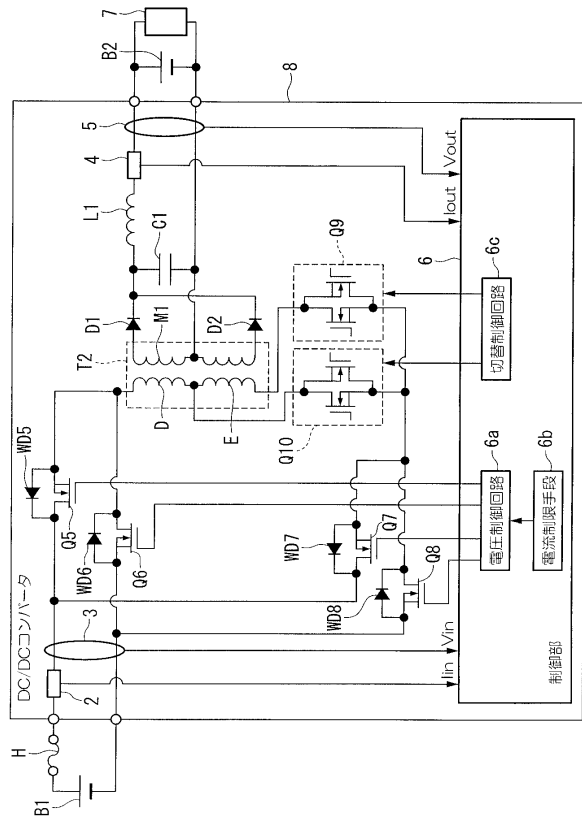 DC/DCコンバータ
8
H
B1
2
3
WD5
Q5
WD6
Q6
WD7
Q7
WD8
Q8
T2
D
E
M1
D1
D2
C1
L1
4
5
B2
7
Q9
Q10
Iin
Vin
Iout
Vout
6
制御部
6a
電圧制御回路
6b
電流制限手段
6c
切替制御回路